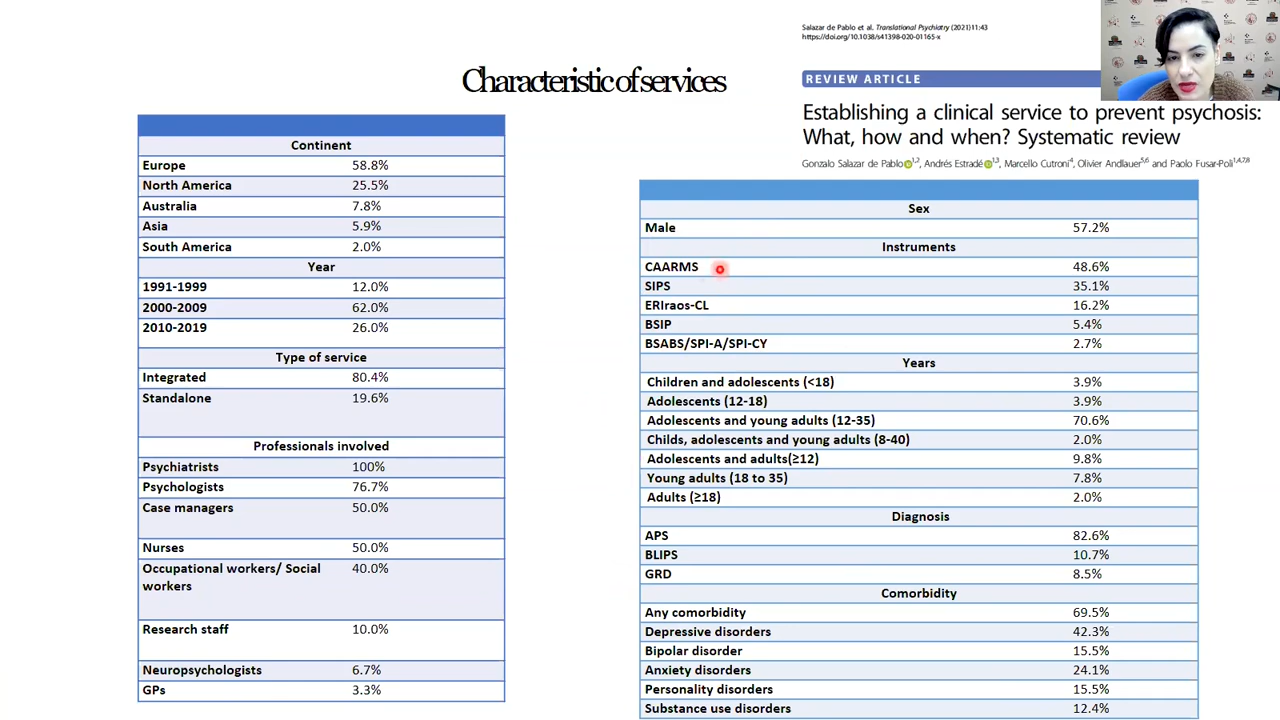 Salazar de Pablo et al. Translational Psychiatry (2021)11:43
https://doi.org/10.1038/s41398-020-01165-x
Characteristic of services
REVIEW ARTICLE
Establishing a clinical service to prevent psychosis:
What, how and when? Systematic review
Gonzalo Salazar de Pablo 1,2, Andrés Estradé 1,3, Marcello Cutroni4, Olivier Andlauer5,6 and Paolo Fusar-Poli1,4,7,8
Continent
Europe 58.8%
North America 25.5%
Australia 7.8%
Asia 5.9%
South America 2.0%
Year
1991-1999 12.0%
2000-2009 62.0%
2010-2019 26.0%
Type of service
Integrated 80.4%
Standalone 19.6%
Professionals involved
Psychiatrists 100%
Psychologists 76.7%
Case managers 50.0%
Nurses 50.0%
Occupational workers/ Social 40.0%
workers
Research staff 10.0%
Neuropsychologists 6.7%
GPs 3.3%
Sex
Male 57.2%
Instruments
CAARMS 48.6%
SIPS 35.1%
ERIraos-CL 16.2%
BSIP 5.4%
BSABS/SPI-A/SPI-CY 2.7%
Years
Children and adolescents (<18) 3.9%
Adolescents (12-18) 3.9%
Adolescents and young adults (12-35) 70.6%
Childs, adolescents and young adults (8-40) 2.0%
Adolescents and adults(≥12) 9.8%
Young adults (18 to 35) 7.8%
Adults (≥18) 2.0%
Diagnosis
APS 82.6%
BLIPS 10.7%
GRD 8.5%
Comorbidity
Any comorbidity 69.5%
Depressive disorders 42.3%
Bipolar disorder 15.5%
Anxiety disorders 24.1%
Personality disorders 15.5%
Substance use disorders 12.4%